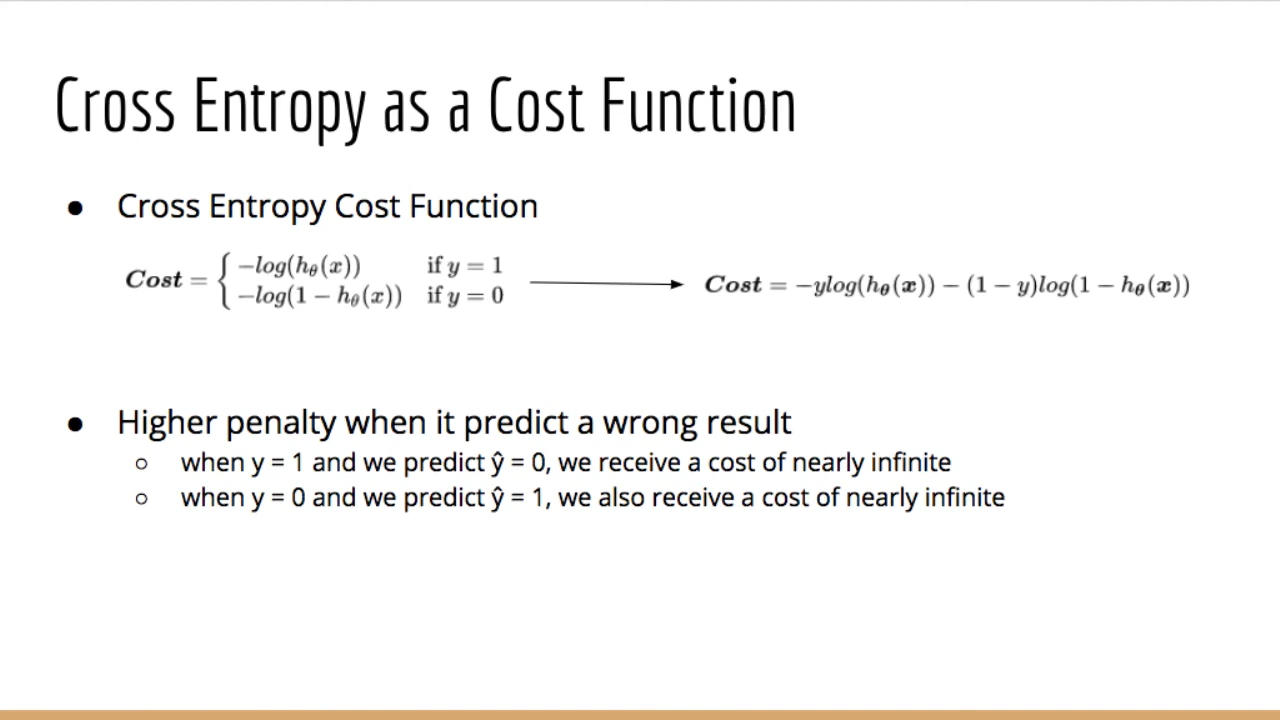 Cross Entropy as a Cost Function
● Cross Entropy Cost Function
Cost = { −log(hθ(x)) if y = 1
−log(1 − hθ(x)) if y = 0
Cost = −ylog(hθ(x)) − (1 − y)log(1 − hθ(x))
● Higher penalty when it predict a wrong result
○ when y = 1 and we predict ŷ = 0, we receive a cost of nearly infinite
○ when y = 0 and we predict ŷ = 1, we also receive a cost of nearly infinite